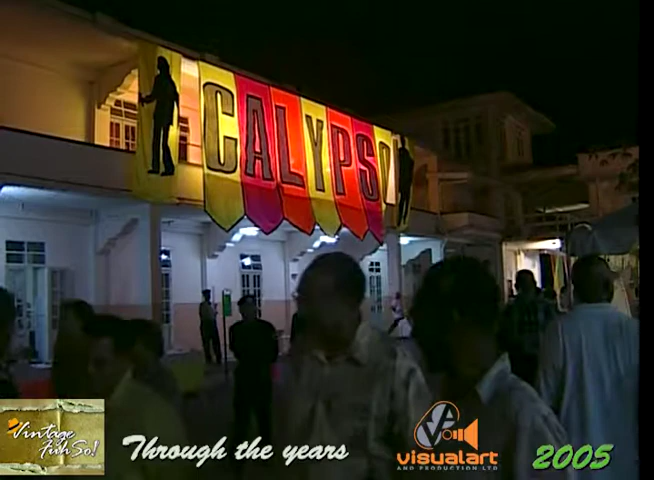 CALYPSO
Vintage
Fuh So!
Through the years
visualart
AND PRODUCTION LTD
2005